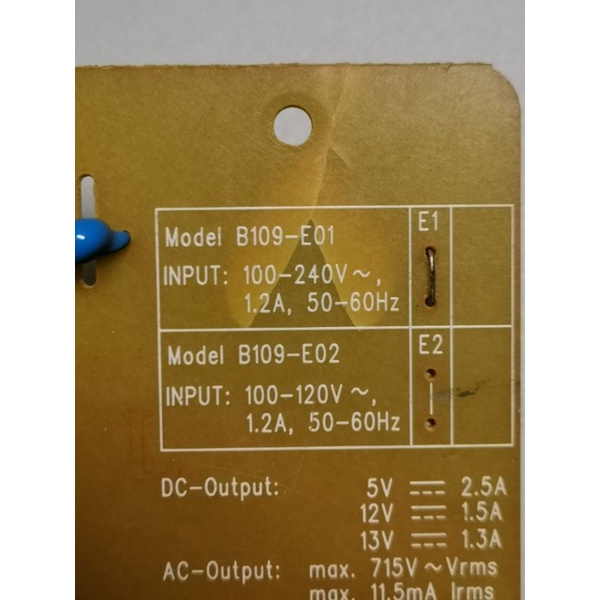 Model B109-E01
E1
INPUT: 100-240V~,
1.2A, 50-60Hz
Model B109-E02
E2
INPUT: 100-120V~,
1.2A, 50-60Hz
DC-Output: 5V ⎓ 2.5A
12V ⎓ 1.5A
13V ⎓ 1.3A
AC-Output: max. 715V~Vrms
max. 11.5mA Irms